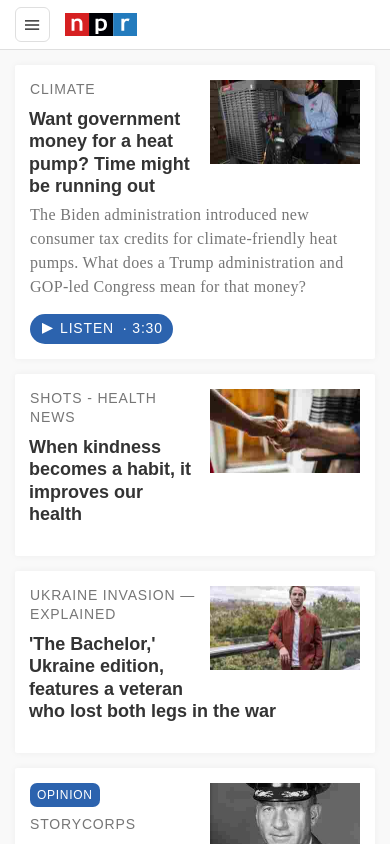 npr
CLIMATE
Want government
money for a heat
pump? Time might
be running out
The Biden administration introduced new
consumer tax credits for climate-friendly heat
pumps. What does a Trump administration and
GOP-led Congress mean for that money?
LISTEN · 3:30
SHOTS - HEALTH
NEWS
When kindness
becomes a habit, it
improves our
health
UKRAINE INVASION —
EXPLAINED
'The Bachelor,'
Ukraine edition,
features a veteran
who lost both legs in the war
OPINION
STORYCORPS